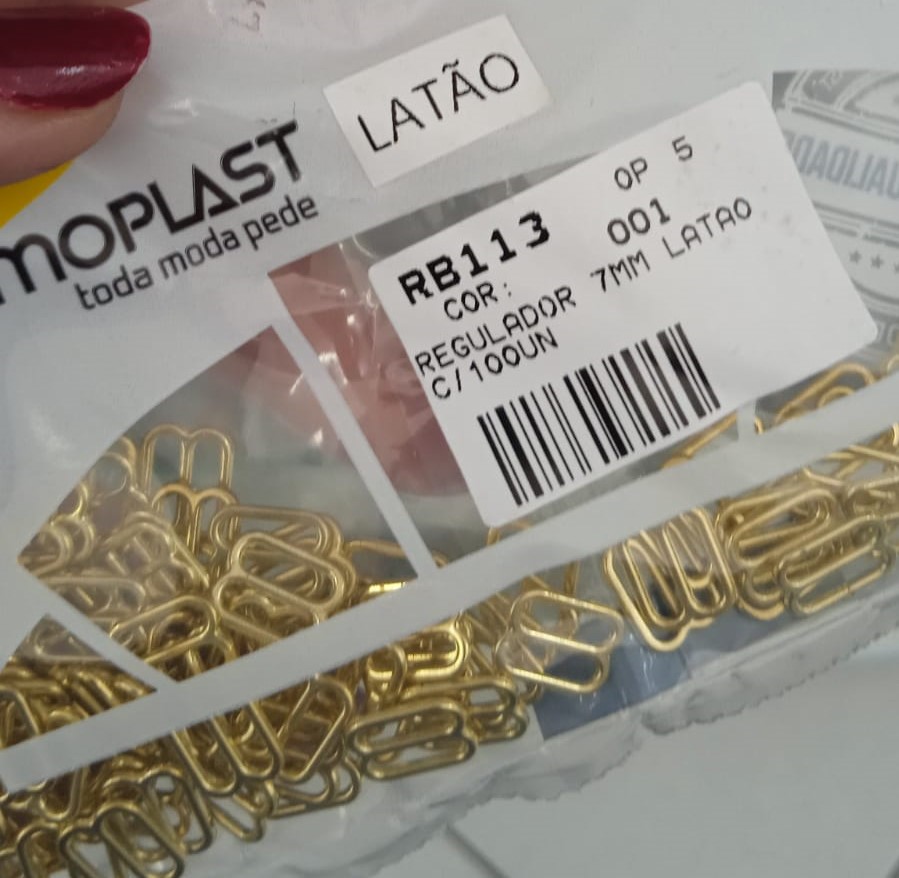 LATÃO
MOPLAST
toda moda pede
RB113
OP 5
COR:
001
REGULADOR 7MM LATAO
C/100UN